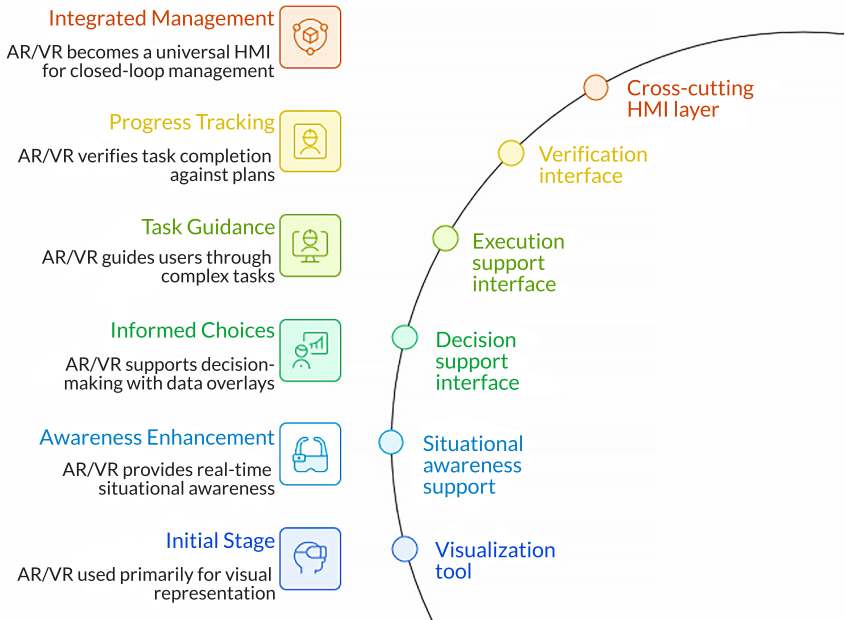 Integrated Management
AR/VR becomes a universal HMI
for closed-loop management
Cross-cutting
HMI layer
Progress Tracking
AR/VR verifies task completion
against plans
Verification
interface
Task Guidance
AR/VR guides users through
complex tasks
Execution
support
interface
Informed Choices
AR/VR supports decision-
making with data overlays
Decision
support
interface
Awareness Enhancement
AR/VR provides real-time
situational awareness
Situational
awareness
support
Initial Stage
AR/VR used primarily for visual
representation
Visualization
tool